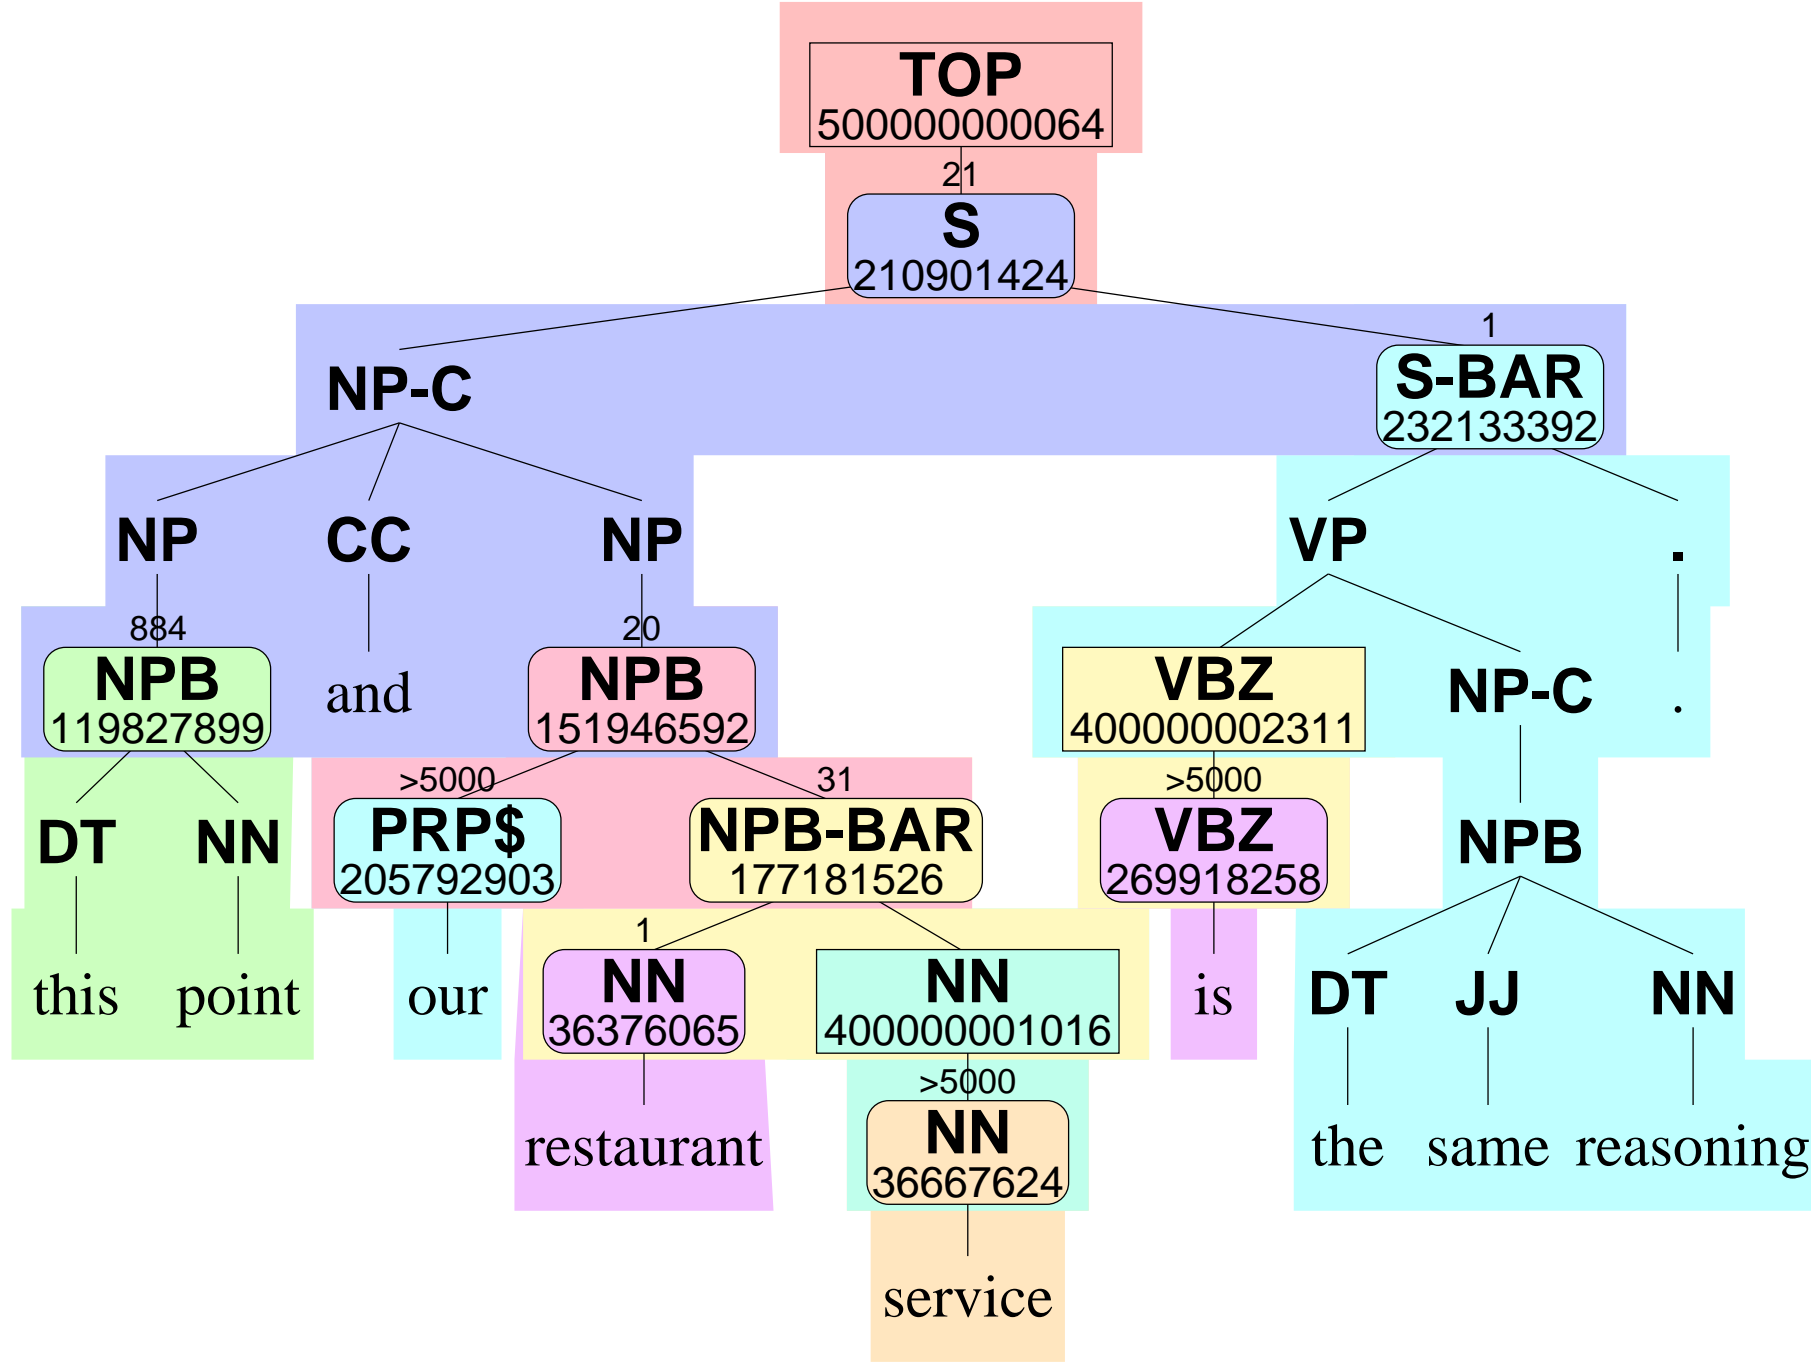 TOP
500000000064
21
S
210901424
1
NP-C
S-BAR
232133392
NP CC NP VP .
884 20
NPB and NPB VBZ NP-C .
119827899 151946592 400000002311
>5000 31 >5000
DT NN PRP$ NPB-BAR VBZ NPB
205792903 177181526 269918258
1
this point our NN NN is DT JJ NN
36376065 400000001016
>5000
restaurant NN the same reasoning
36667624
service